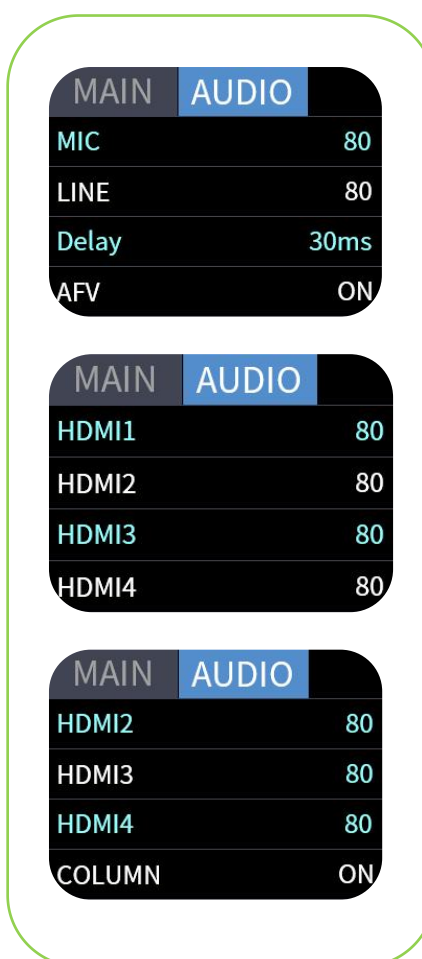 MAIN AUDIO
MIC 80
LINE 80
Delay 30ms
AFV ON
MAIN AUDIO
HDMI1 80
HDMI2 80
HDMI3 80
HDMI4 80
MAIN AUDIO
HDMI2 80
HDMI3 80
HDMI4 80
COLUMN ON